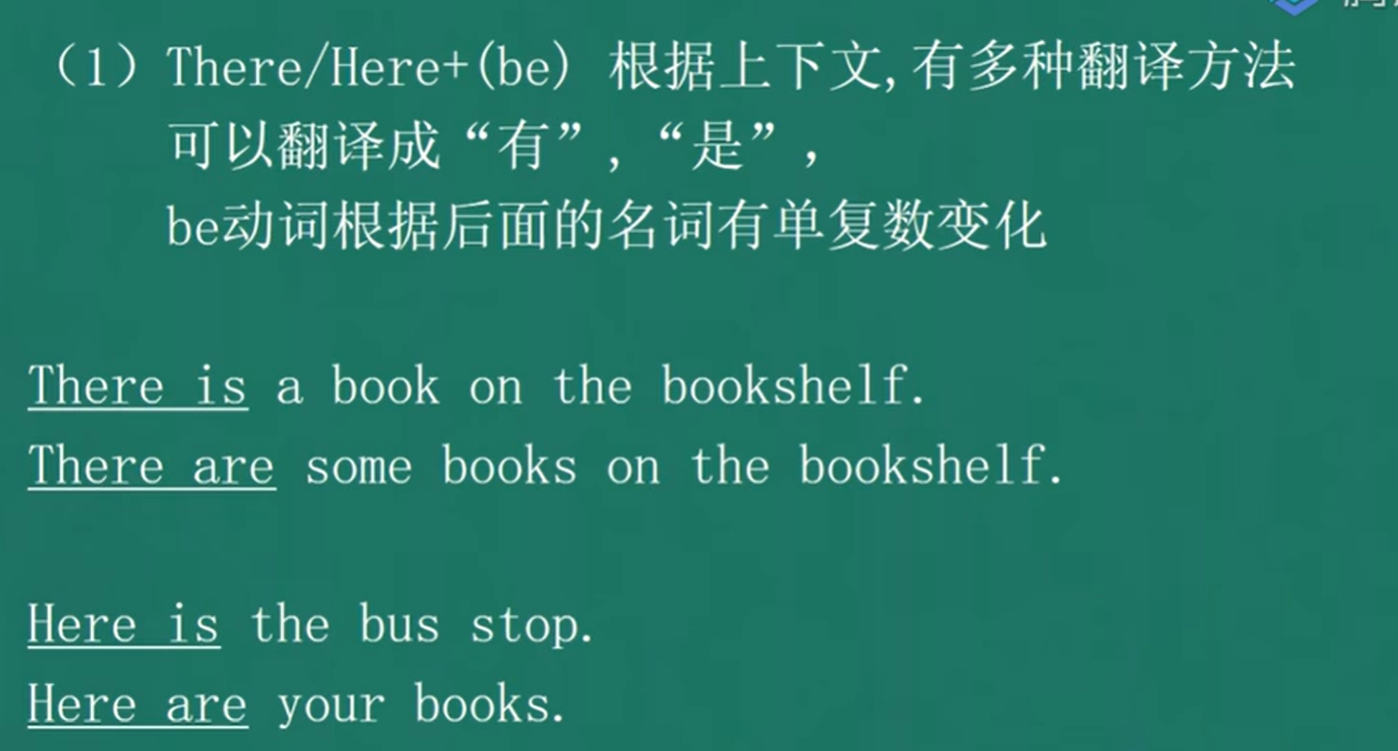 （1）There/Here+(be) 根据上下文,有多种翻译方法
可以翻译成“有”,“是”,
be动词根据后面的名词有单复数变化
There is a book on the bookshelf.
There are some books on the bookshelf.
Here is the bus stop.
Here are your books.